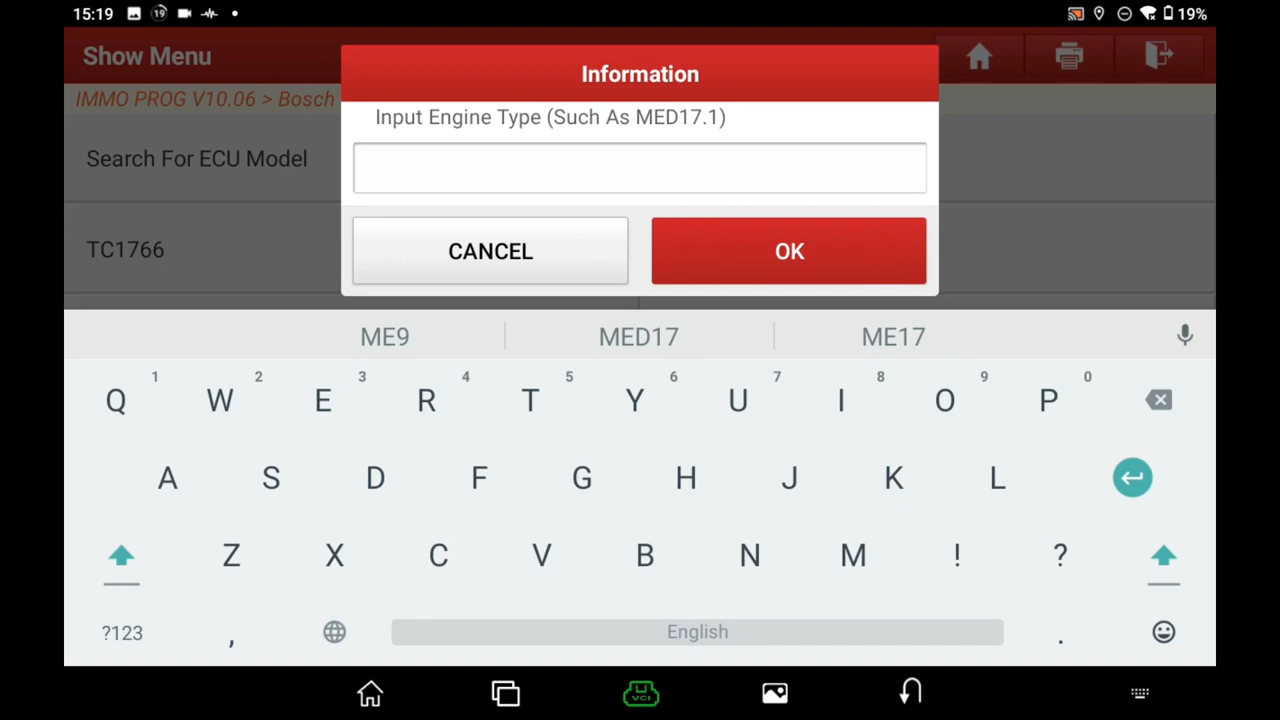 15:19 19 19%
Show Menu
Information
IMMO PROG V10.06 > Bosch
Input Engine Type (Such As MED17.1)
Search For ECU Model
CANCEL OK
TC1766
ME9 MED17 ME17
1 2 3 4 5 6 7 8 9 0
Q W E R T Y U I O P
A S D F G H J K L
Z X C V B N M ! ?
?123 , English .
VCI